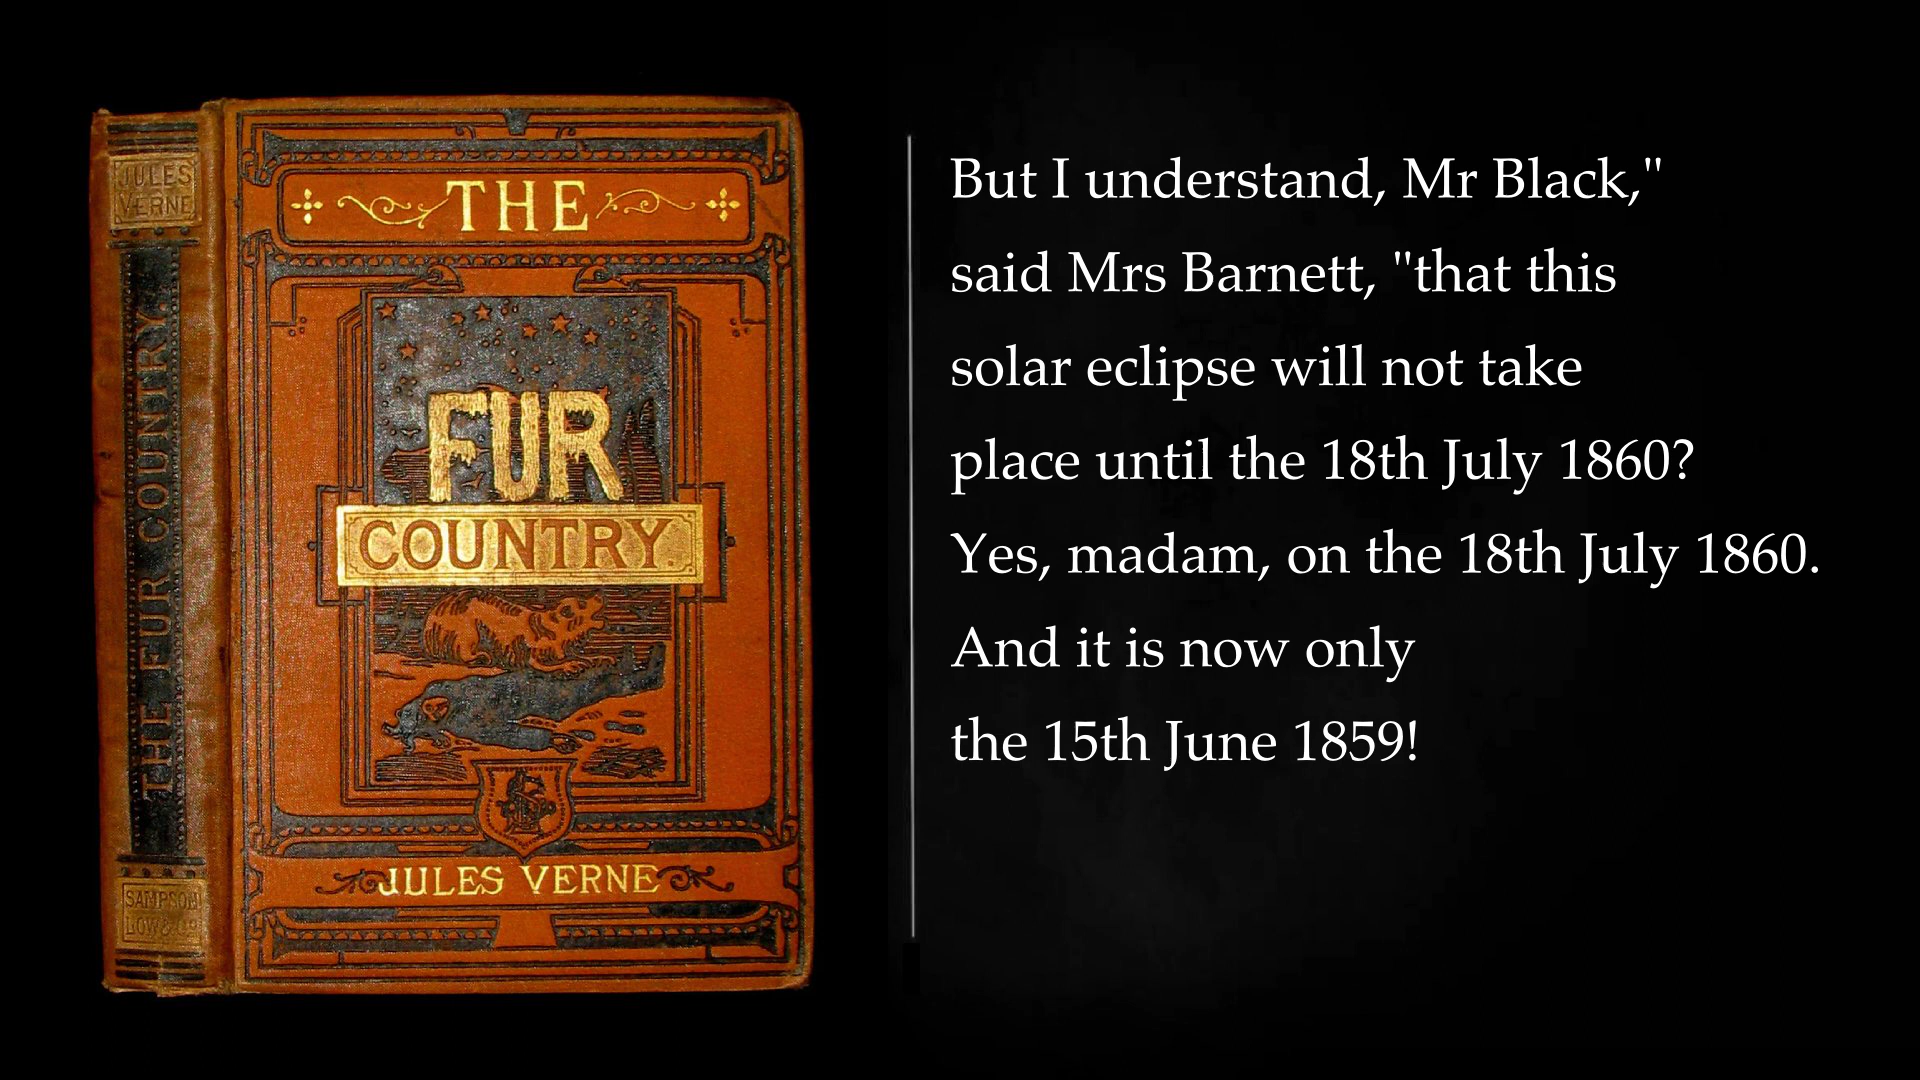 JULES
VERNE
THE FUR COUNTRY.
SAMPSON
LOW & Co
THE
FUR
COUNTRY.
JULES VERNE
But I understand, Mr Black,"
said Mrs Barnett, "that this
solar eclipse will not take
place until the 18th July 1860?
Yes, madam, on the 18th July 1860.
And it is now only
the 15th June 1859!